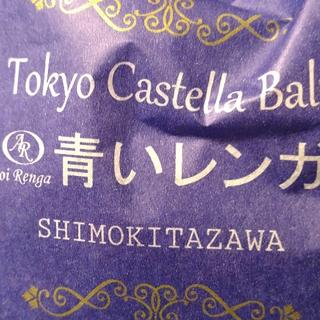 Tokyo Castella Bal
AR 青いレンガ
oi Renga
SHIMOKITAZAWA